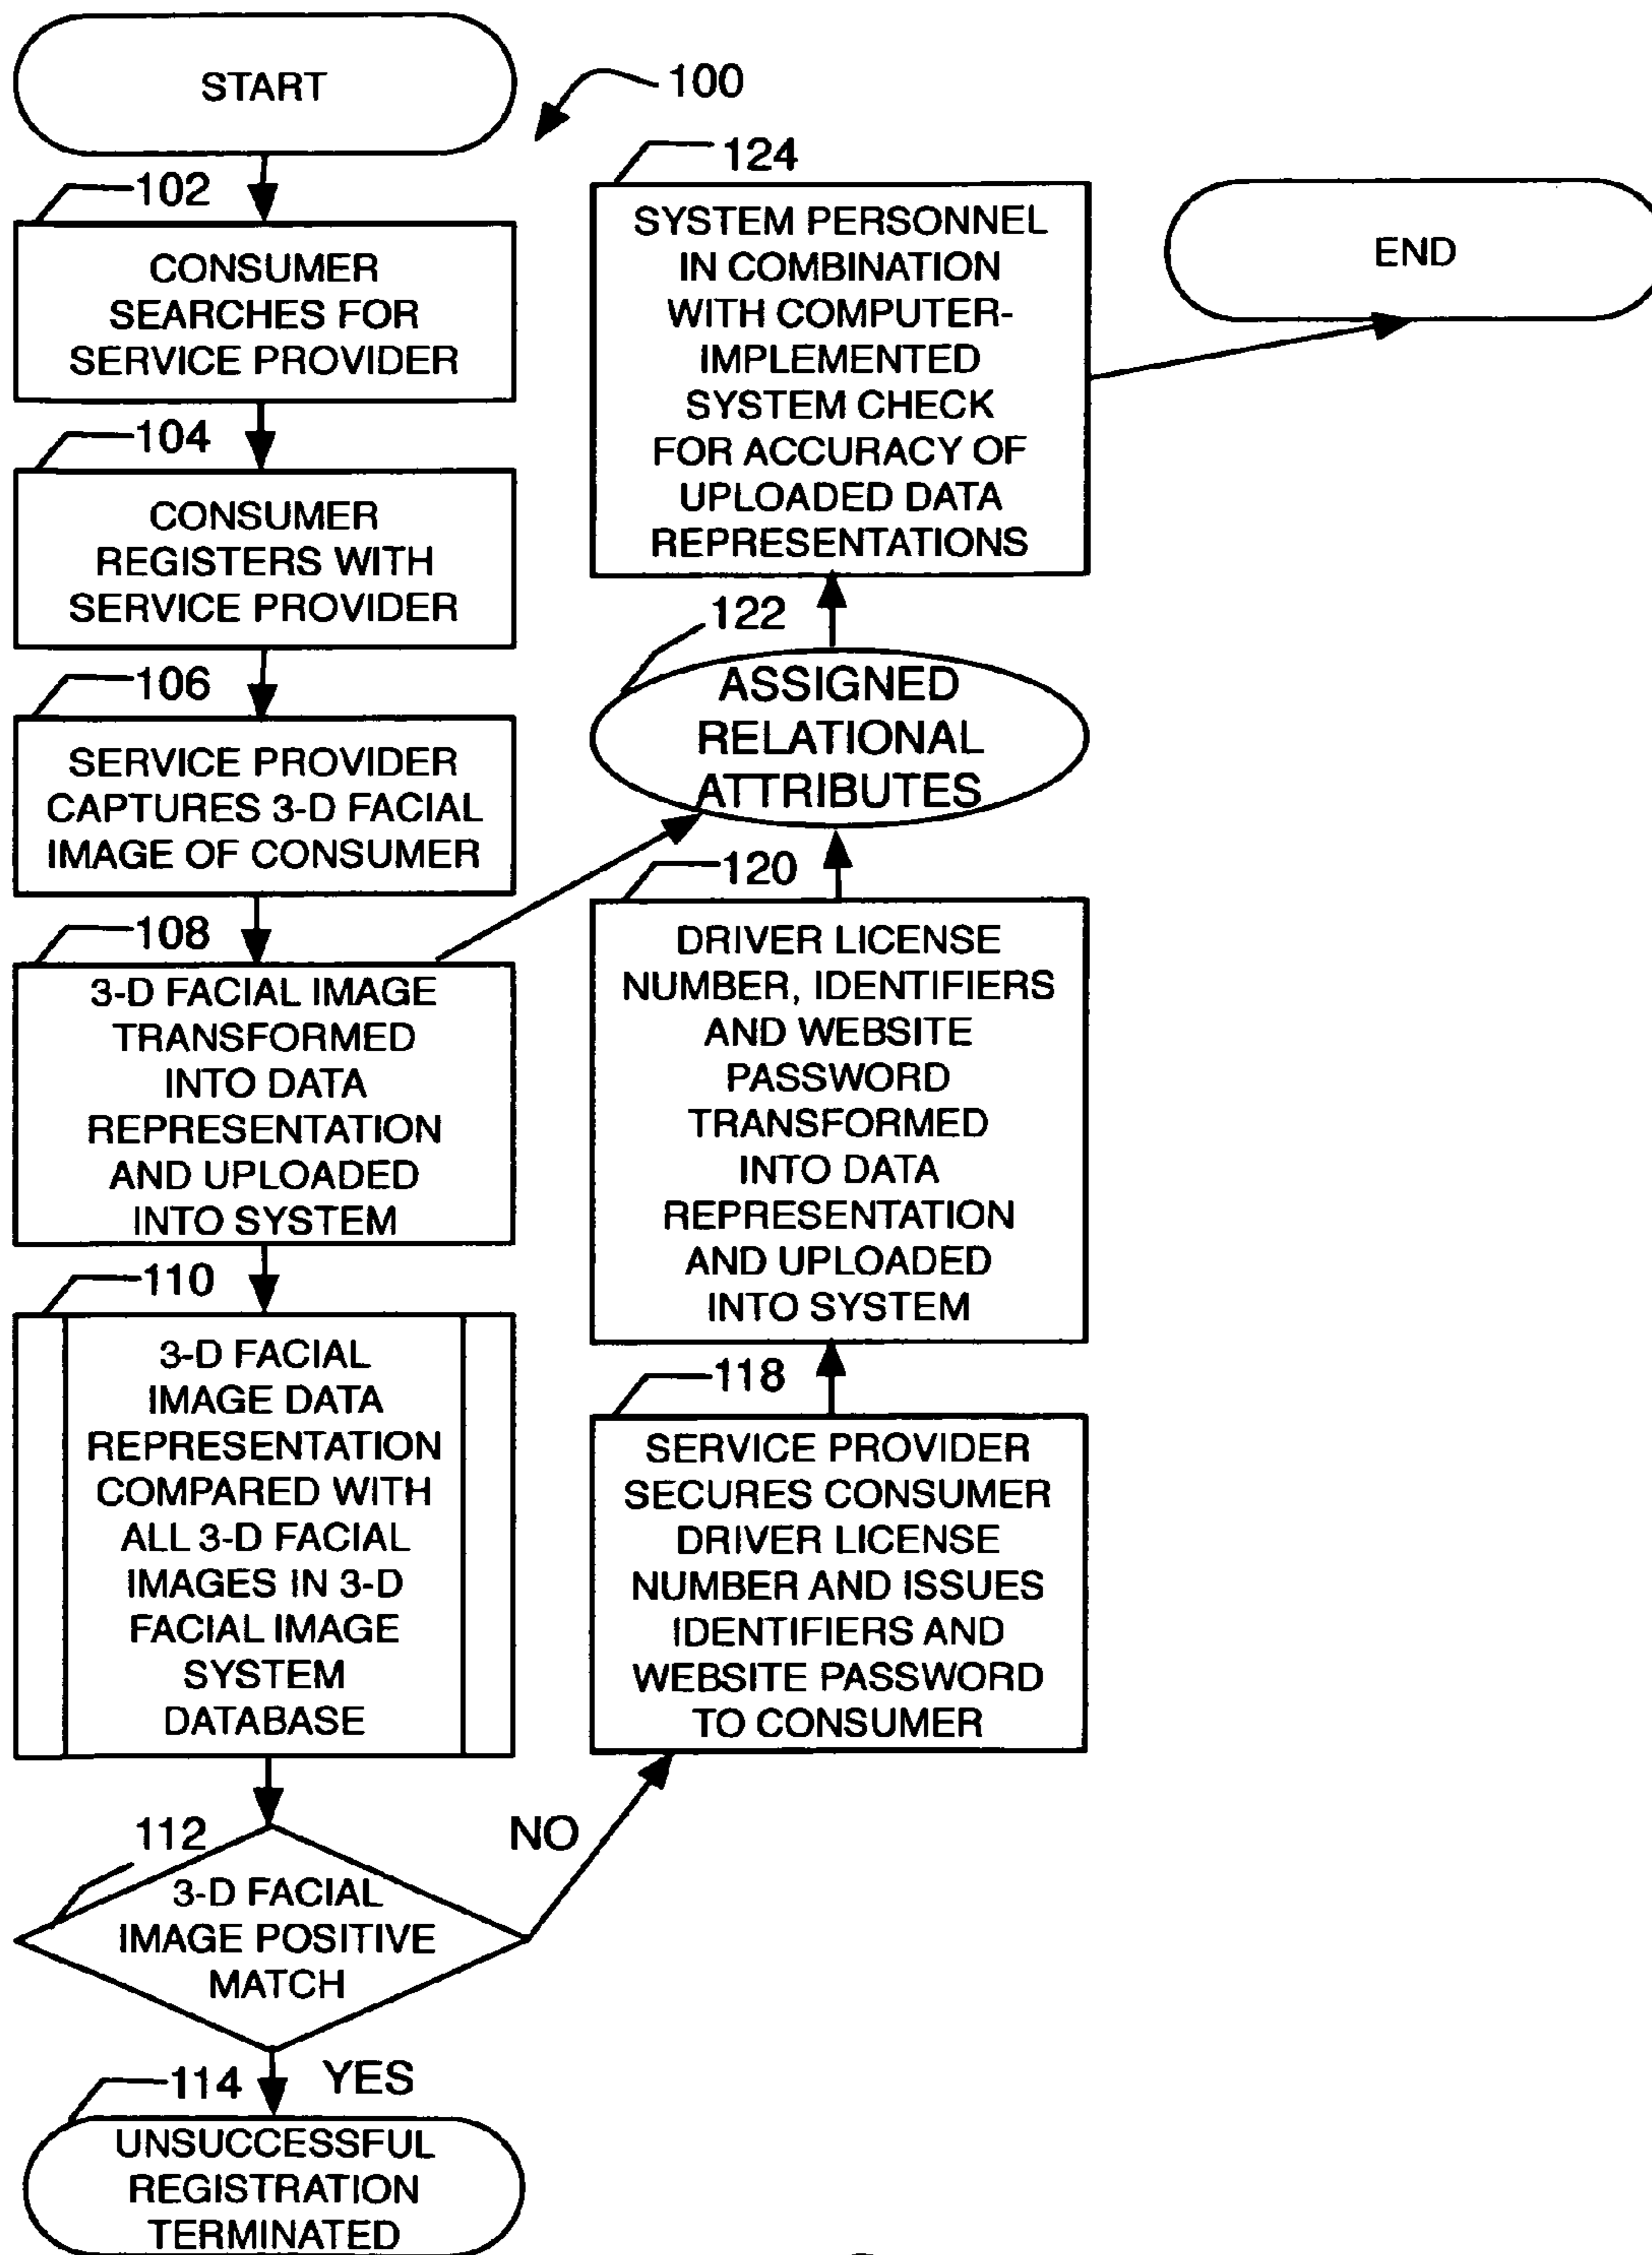 START
100
102
CONSUMER
SEARCHES FOR
SERVICE PROVIDER
104
CONSUMER
REGISTERS WITH
SERVICE PROVIDER
106
SERVICE PROVIDER
CAPTURES 3-D FACIAL
IMAGE OF CONSUMER
108
3-D FACIAL IMAGE
TRANSFORMED
INTO DATA
REPRESENTATION
AND UPLOADED
INTO SYSTEM
110
3-D FACIAL
IMAGE DATA
REPRESENTATION
COMPARED WITH
ALL 3-D FACIAL
IMAGES IN 3-D
FACIAL IMAGE
SYSTEM
DATABASE
112
3-D FACIAL
IMAGE POSITIVE
MATCH
NO
YES
114
UNSUCCESSFUL
REGISTRATION
TERMINATED
118
SERVICE PROVIDER
SECURES CONSUMER
DRIVER LICENSE
NUMBER AND ISSUES
IDENTIFIERS AND
WEBSITE PASSWORD
TO CONSUMER
120
DRIVER LICENSE
NUMBER, IDENTIFIERS
AND WEBSITE
PASSWORD
TRANSFORMED
INTO DATA
REPRESENTATION
AND UPLOADED
INTO SYSTEM
122
ASSIGNED
RELATIONAL
ATTRIBUTES
124
SYSTEM PERSONNEL
IN COMBINATION
WITH COMPUTER-
IMPLEMENTED
SYSTEM CHECK
FOR ACCURACY OF
UPLOADED DATA
REPRESENTATIONS
END